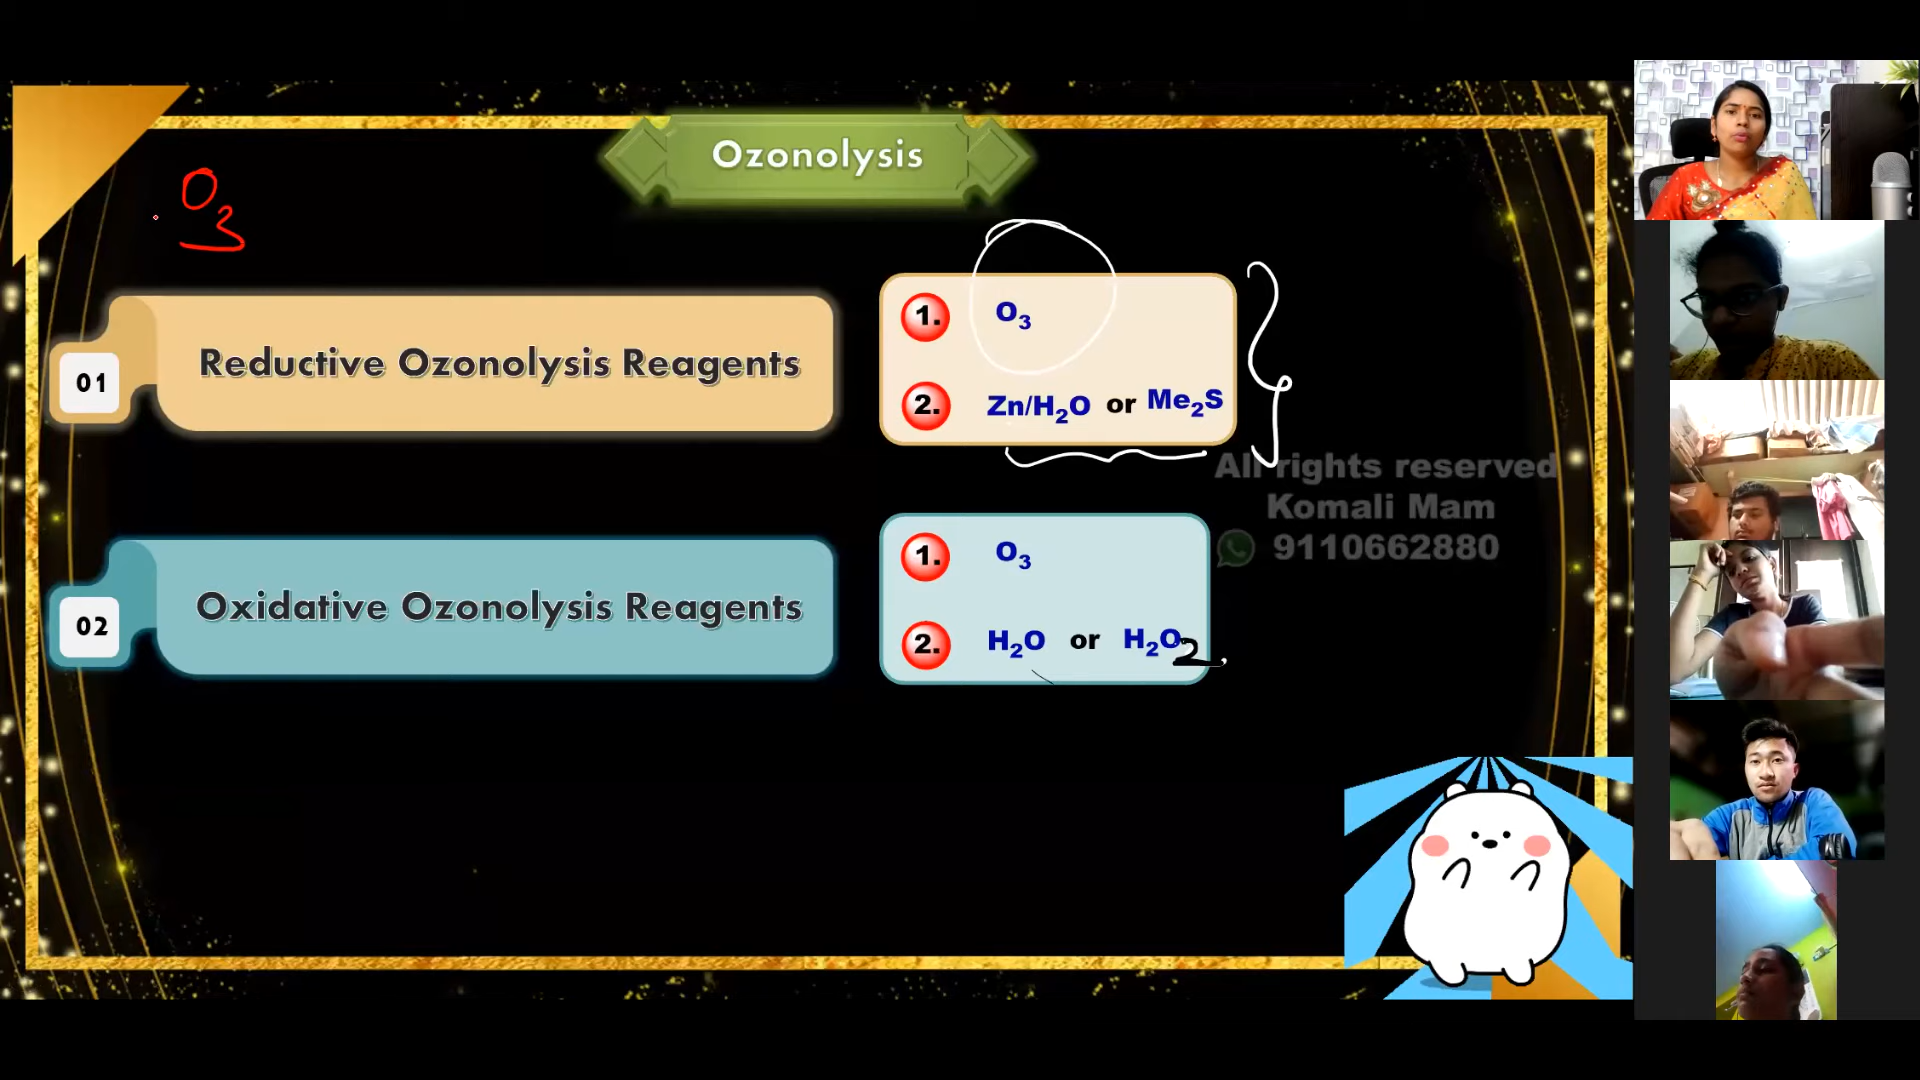 Ozonolysis
O3
01
Reductive Ozonolysis Reagents
1. O₃
2. Zn/H₂O or Me₂S
All rights reserved
Komali Mam
9110662880
02
Oxidative Ozonolysis Reagents
1. O₃
2. H₂O or H₂O2